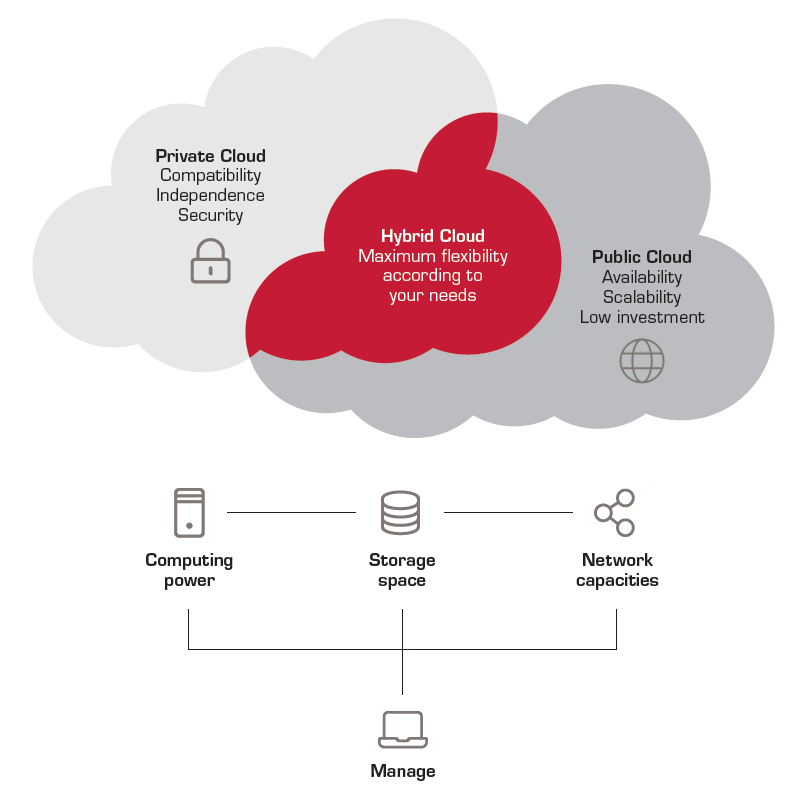 Private Cloud
Compatibility
Independence
Security
Hybrid Cloud
Maximum flexibility
according to
your needs
Public Cloud
Availability
Scalability
Low investment
Computing
power
Storage
space
Network
capacities
Manage